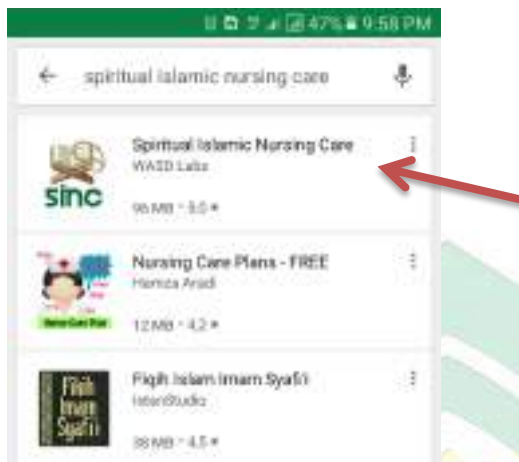 47% 9:58 PM
spiritual islamic nursing care
Spiritual Islamic Nursing Care
WASD Labs
sinc
96 MB 5.0
Nursing Care Plans - FREE
Hamza Aradi
12 MB 4.2
Fiqih Islam Imam Syafi'i
Fiqih
Imam
Syafi'i
38 MB 4.5